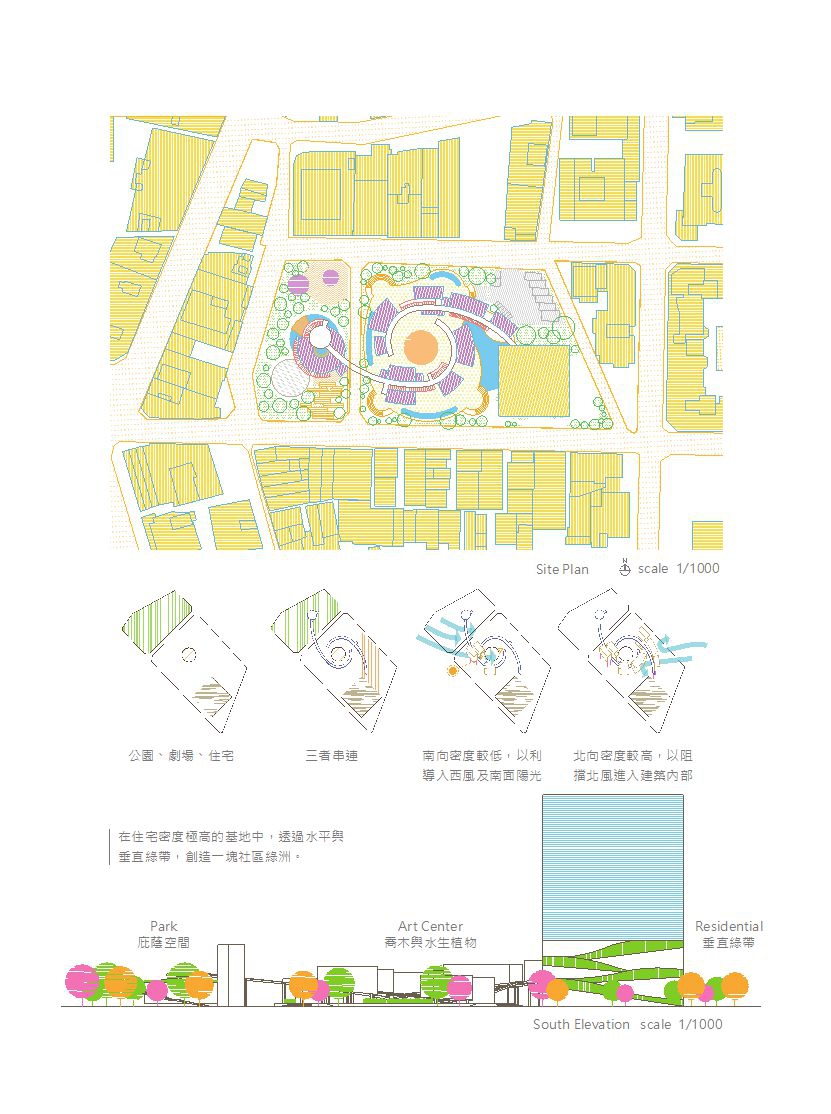 Site Plan N scale 1/1000
公園、劇場、住宅
三者串連
南向密度較低，以利
導入西風及南面陽光
北向密度較高，以阻
擋北風進入建築內部
在住宅密度極高的基地中，透過水平與
垂直綠帶，創造一塊社區綠洲。
Park
庇蔭空間
Art Center
喬木與水生植物
Residential
垂直綠帶
South Elevation scale 1/1000